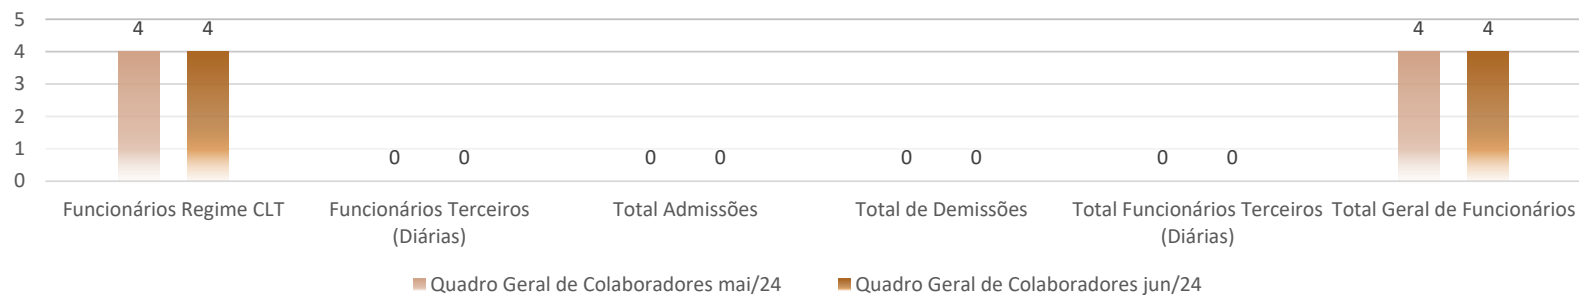 5
4
3
2
1
0
4 4
0 0
0 0
0 0
0 0
4 4
Funcionários Regime CLT
Funcionários Terceiros
(Diárias)
Total Admissões
Total de Demissões
Total Funcionários Terceiros
(Diárias)
Total Geral de Funcionários
Quadro Geral de Colaboradores mai/24
Quadro Geral de Colaboradores jun/24